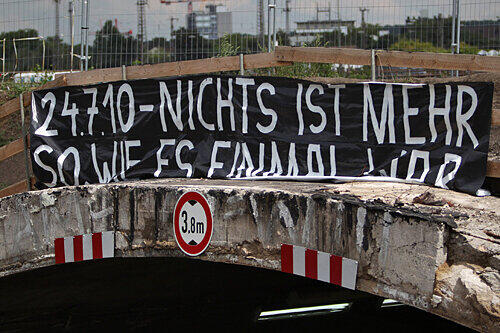 24.7.10-NICHTS IST MEHR
SO WIE ES EINMAL WAR
3.8m